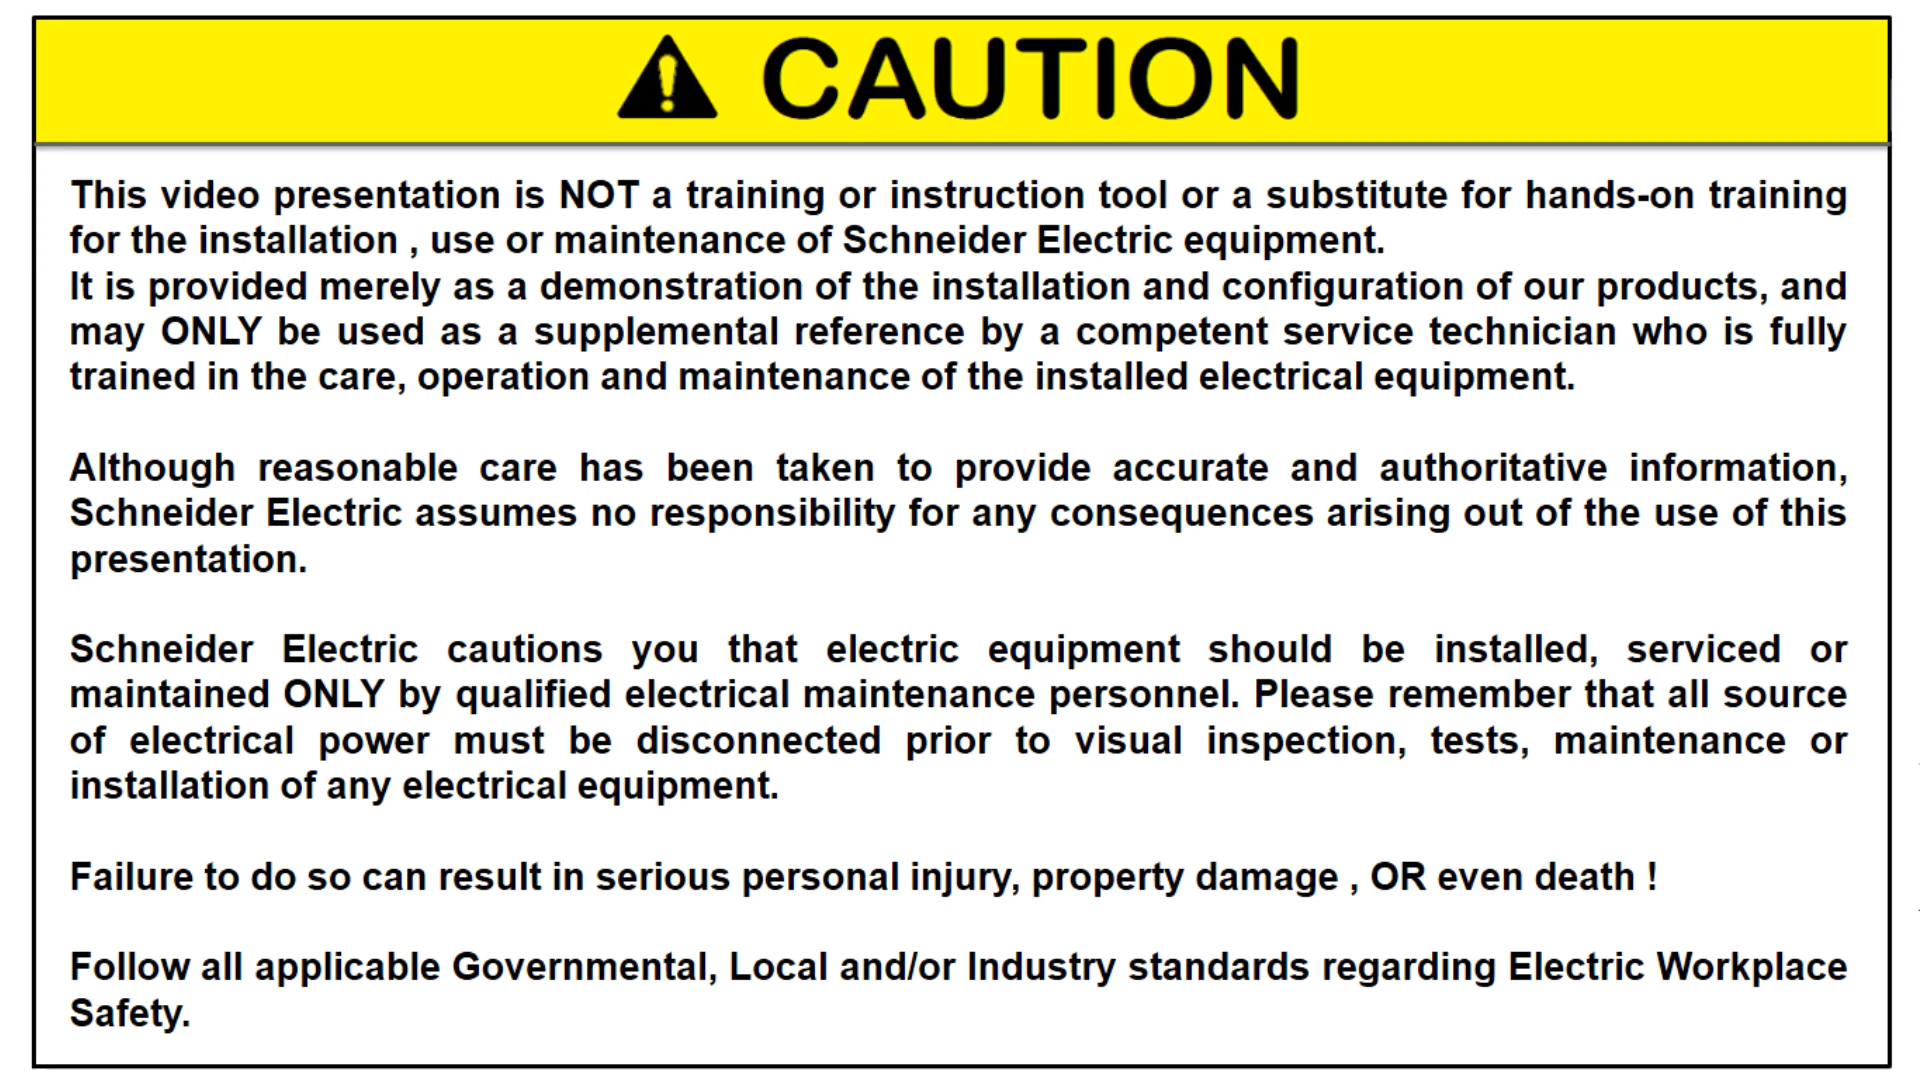 CAUTION
This video presentation is NOT a training or instruction tool or a substitute for hands-on training
for the installation , use or maintenance of Schneider Electric equipment.
It is provided merely as a demonstration of the installation and configuration of our products, and
may ONLY be used as a supplemental reference by a competent service technician who is fully
trained in the care, operation and maintenance of the installed electrical equipment.
Although reasonable care has been taken to provide accurate and authoritative information,
Schneider Electric assumes no responsibility for any consequences arising out of the use of this
presentation.
Schneider Electric cautions you that electric equipment should be installed, serviced or
maintained ONLY by qualified electrical maintenance personnel. Please remember that all source
of electrical power must be disconnected prior to visual inspection, tests, maintenance or
installation of any electrical equipment.
Failure to do so can result in serious personal injury, property damage , OR even death !
Follow all applicable Governmental, Local and/or Industry standards regarding Electric Workplace
Safety.